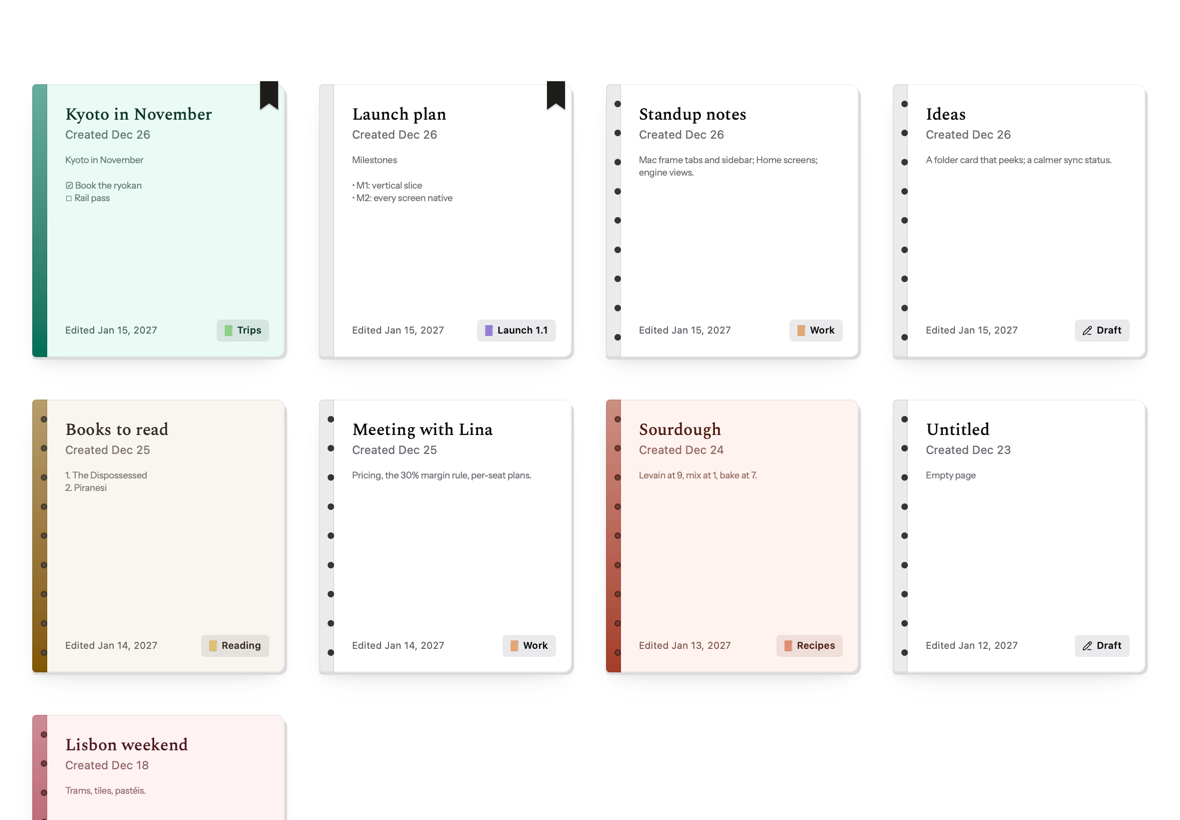 Kyoto in November
Created Dec 26
Kyoto in November
☑ Book the ryokan
☐ Rail pass
Edited Jan 15, 2027
Trips
Launch plan
Created Dec 26
Milestones
• M1: vertical slice
• M2: every screen native
Edited Jan 15, 2027
Launch 1.1
Standup notes
Created Dec 26
Mac frame tabs and sidebar; Home screens;
engine views.
Edited Jan 15, 2027
Work
Ideas
Created Dec 26
A folder card that peeks; a calmer sync status.
Edited Jan 15, 2027
Draft
Books to read
Created Dec 25
1. The Dispossessed
2. Piranesi
Edited Jan 14, 2027
Reading
Meeting with Lina
Created Dec 25
Pricing, the 30% margin rule, per-seat plans.
Edited Jan 14, 2027
Work
Sourdough
Created Dec 24
Levain at 9, mix at 1, bake at 7.
Edited Jan 13, 2027
Recipes
Untitled
Created Dec 23
Empty page
Edited Jan 12, 2027
Draft
Lisbon weekend
Created Dec 18
Trams, tiles, pastéis.